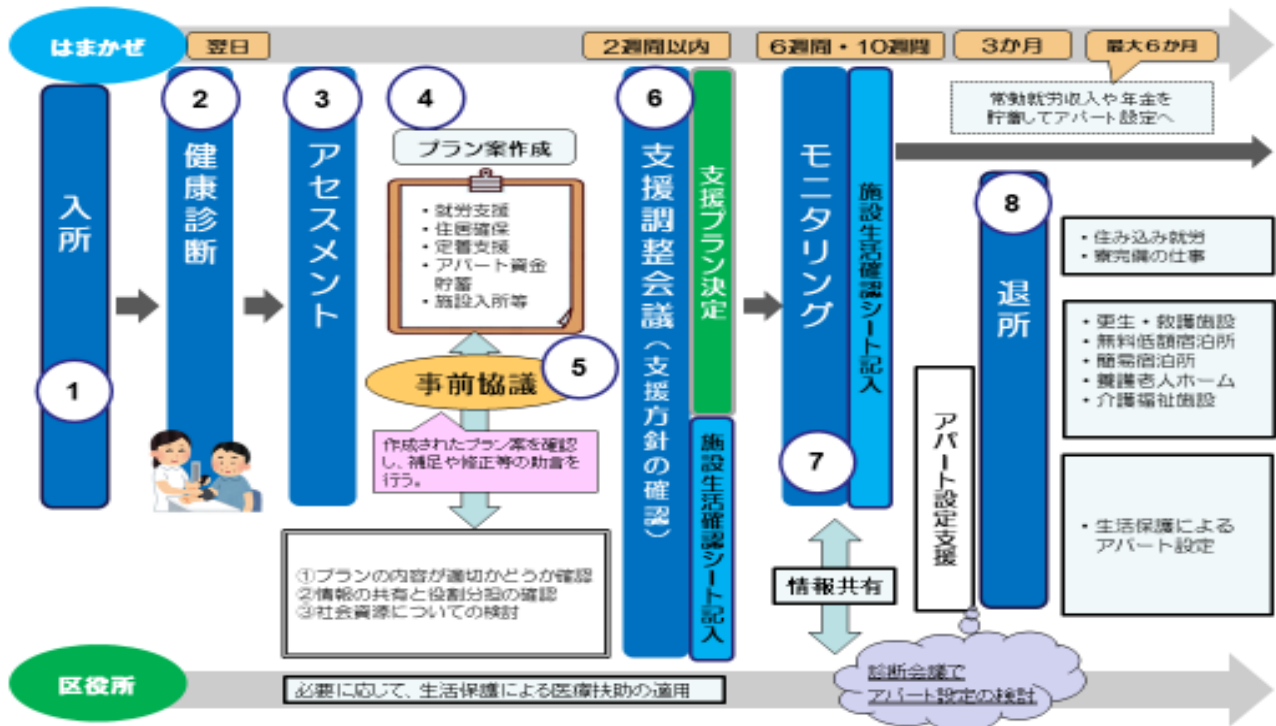 はまかぜ
翌日
2週間以内
6週間・10週間
3か月
最大6か月
常勤就労収入や年金を
貯蓄してアパート設定へ
1
入所
2
健康診断
3
アセスメント
4
プラン案作成
・就労支援
・住居確保
・定着支援
・アパート資金
貯蓄
・施設入所等
5
事前協議
作成されたプラン案を確認
し、補足や修正等の助言を
行う。
①プランの内容が適切かどうか確認
②情報の共有と役割分担の確認
③社会資源についての検討
6
支援調整会議（支援方針の確認）
支援プラン決定
施設生活確認シート記入
モニタリング
7
施設生活確認シート記入
情報共有
8
退所
アパート設定支援
・住み込み就労
・寮完備の仕事
・更生・救護施設
・無料低額宿泊所
・簡易宿泊所
・養護老人ホーム
・介護福祉施設
・生活保護による
アパート設定
診断会議で
アパート設定の検討
区役所
必要に応じて、生活保護による医療扶助の適用